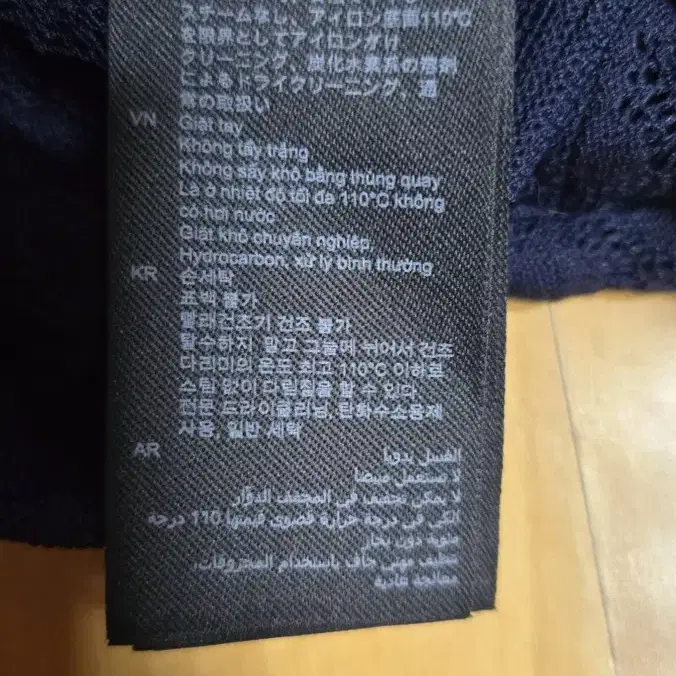 スチームなし、アイロン底面110℃
を限界としてアイロンがけ
クリーニング、炭化水素系の溶剤
によるドライクリーニング、通
常の取扱い
VN Giặt tay
Không tẩy trắng
Không sấy khô bằng thùng quay
Là ở nhiệt độ tối đa 110°C không
có hơi nước
Giặt khô chuyên nghiệp,
Hydrocarbon, xử lý bình thường
KR 손세탁
표백 불가
빨래건조기 건조 불가
탈수하지 말고 그늘에 뉘어서 건조
다리미의 온도 최고 110°C 이하로
스팀 없이 다림질을 할 수 있다
전문 드라이클리닝, 탄화수소용제
사용, 일반 세탁
AR الغسل يدويا
لا تستعمل مبيضا
لا يمكن تجفيف في المجفف الدوّار
الكي في درجة حرارة قصوى قيمتها 110 درجة
مئوية دون بخار
تنظيف مهني جاف باستخدام المحروقات،
معالجة عادية